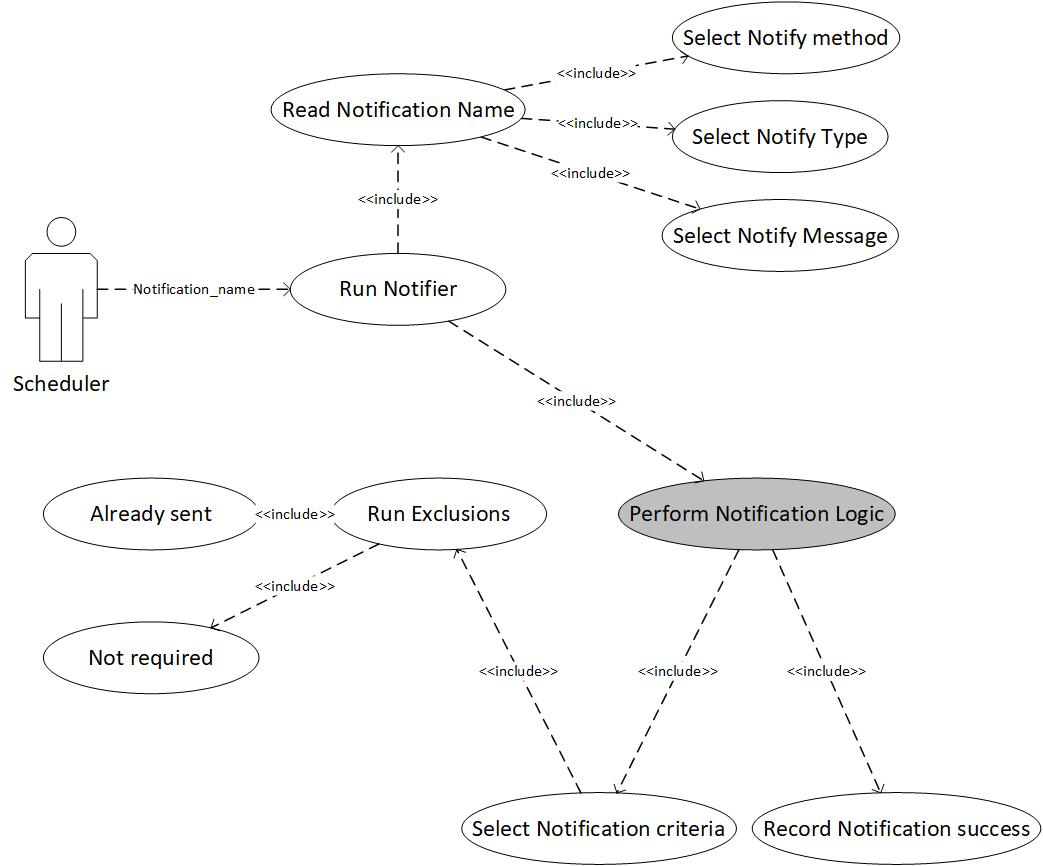 Select Notify method
<<include>>
Read Notification Name
<<include>>
Select Notify Type
<<include>>
<<include>>
Select Notify Message
Notification_name
Run Notifier
Scheduler
<<include>>
Already sent
<<include>>
Run Exclusions
Perform Notification Logic
<<include>>
Not required
<<include>>
<<include>>
<<include>>
Select Notification criteria
Record Notification success